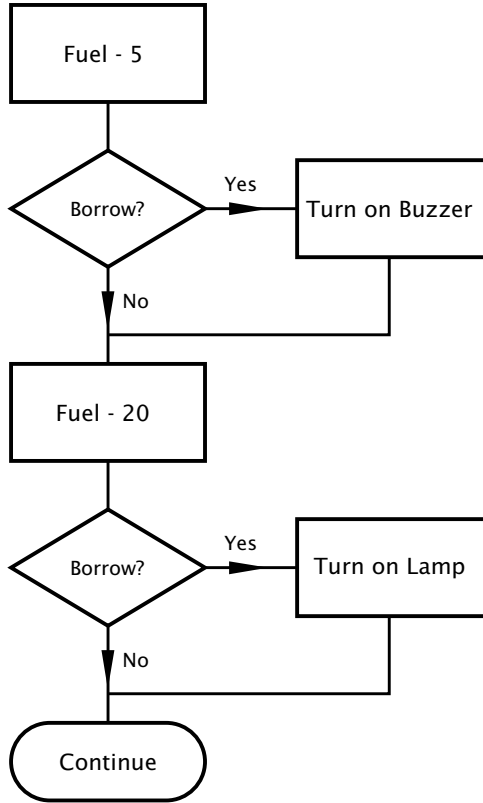 Fuel - 5
Borrow?
Yes
Turn on Buzzer
No
Fuel - 20
Borrow?
Yes
Turn on Lamp
No
Continue